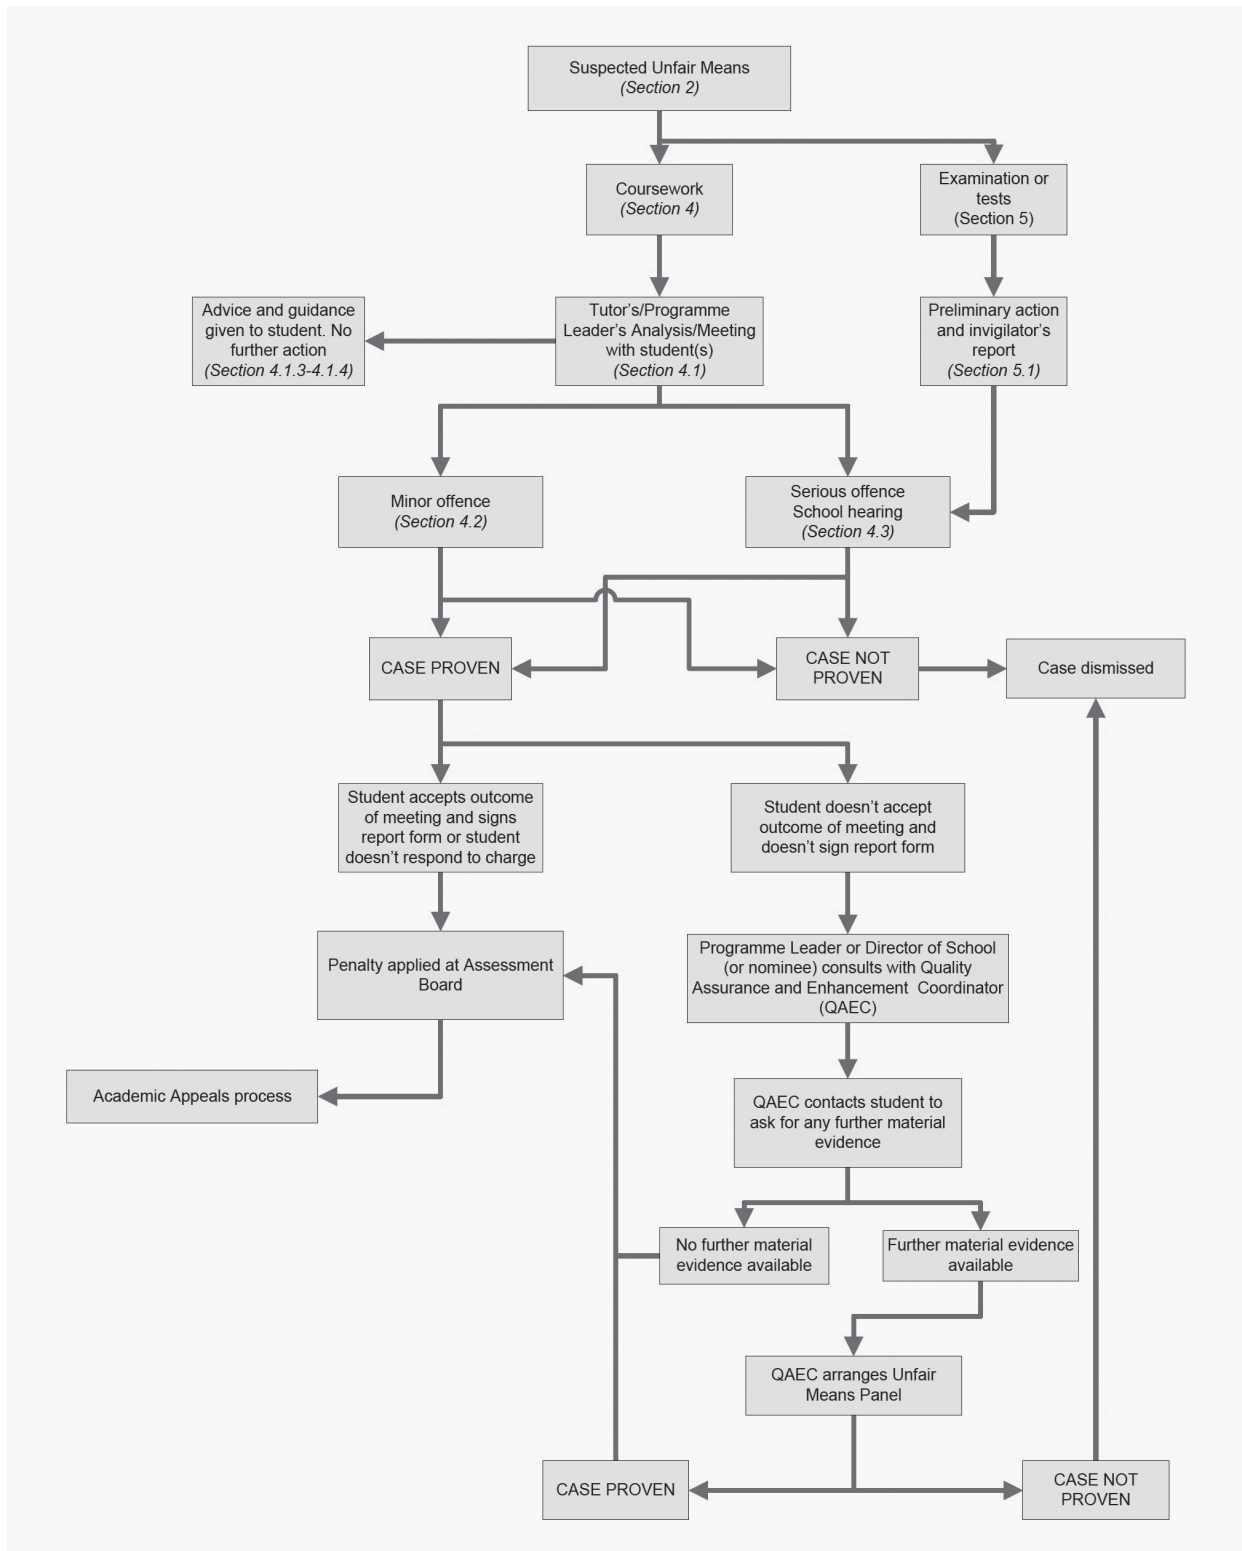 Suspected Unfair Means
(Section 2)
Coursework
(Section 4)
Examination or
tests
(Section 5)
Advice and guidance
given to student. No
further action
(Section 4.1.3-4.1.4)
Tutor’s/Programme
Leader’s Analysis/Meeting
with student(s)
(Section 4.1)
Preliminary action
and invigilator’s
report
(Section 5.1)
Minor offence
(Section 4.2)
Serious offence
School hearing
(Section 4.3)
CASE PROVEN
CASE NOT
PROVEN
Case dismissed
Student accepts outcome
of meeting and signs
report form or student
doesn’t respond to charge
Student doesn’t accept
outcome of meeting and
doesn’t sign report form
Penalty applied at Assessment
Board
Programme Leader or Director of School
(or nominee) consults with Quality
Assurance and Enhancement Coordinator
(QAEC)
Academic Appeals process
QAEC contacts student to
ask for any further material
evidence
No further material
evidence available
Further material evidence
available
QAEC arranges Unfair
Means Panel
CASE PROVEN
CASE NOT
PROVEN